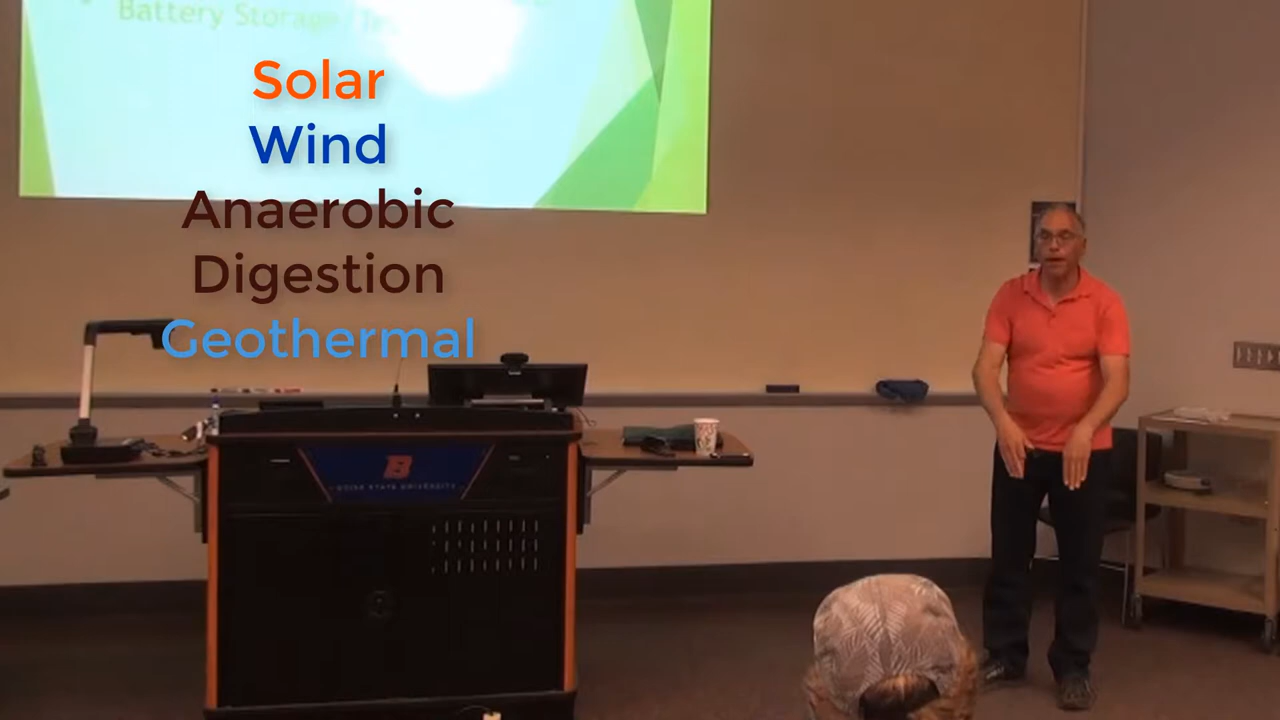 Battery Storage
Solar
Wind
Anaerobic
Digestion
Geothermal
B
BOISE STATE UNIVERSITY